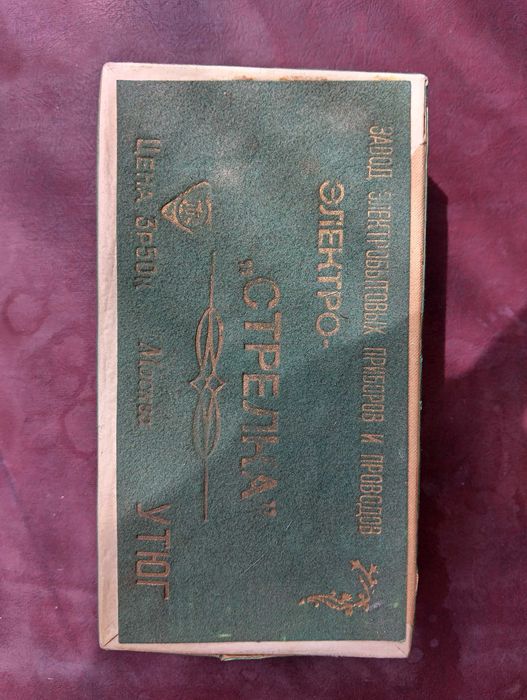 ЗАВОД ЭЛЕКТРОБЫТОВЫХ ПРИБОРОВ И ПРОВОДОВ
ЭЛЕКТРО-
„СТРЕЛКА“
УТЮГ
ЦЕНА 3р50к Москва